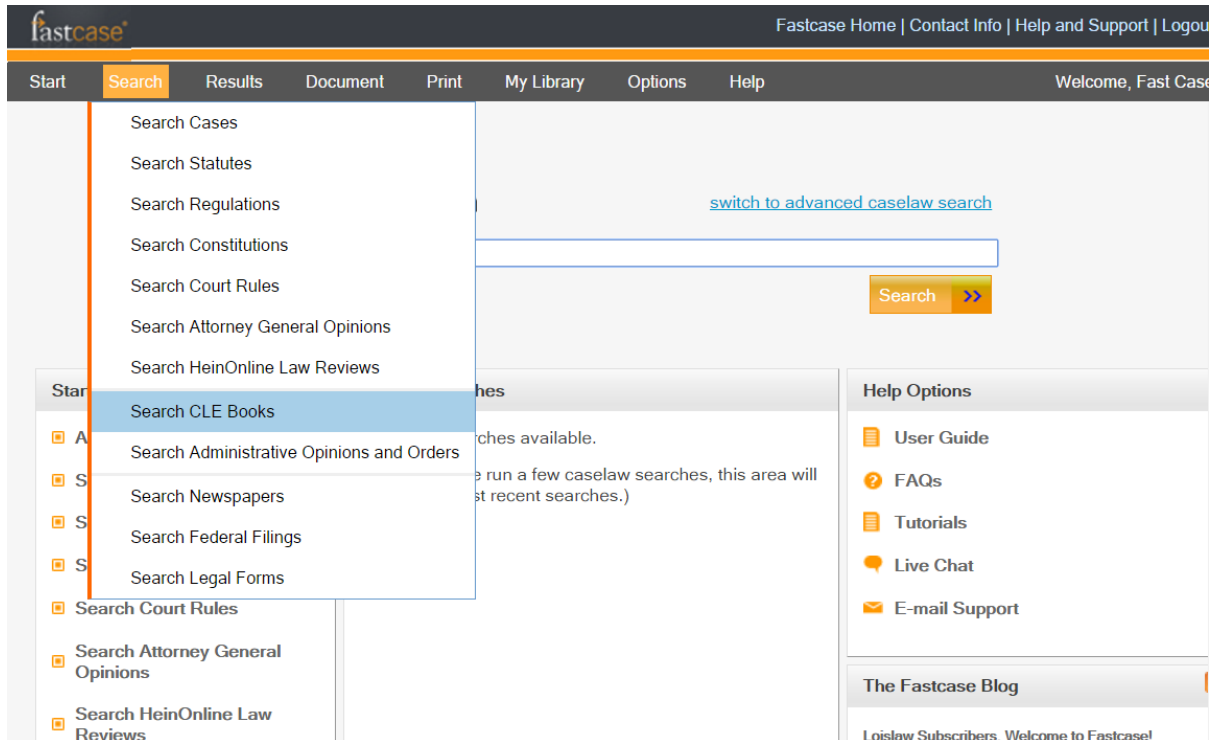 fastcase
Fastcase Home | Contact Info | Help and Support | Logou
Start Search Results Document Print My Library Options Help Welcome, Fast Case
Search Cases
Search Statutes
Search Regulations
switch to advanced caselaw search
Search Constitutions
Search Court Rules
Search >>
Search Attorney General Opinions
Search HeinOnline Law Reviews
Search CLE Books
Search Administrative Opinions and Orders
Search Newspapers
Search Federal Filings
Search Legal Forms
Star
A
S
S
S
Search Court Rules
Search Attorney General
Opinions
Search HeinOnline Law
Reviews
hes
ches available.
e run a few caselaw searches, this area will
st recent searches.)
Help Options
User Guide
FAQs
Tutorials
Live Chat
E-mail Support
The Fastcase Blog
Loislaw Subscribers, Welcome to Fastcase!